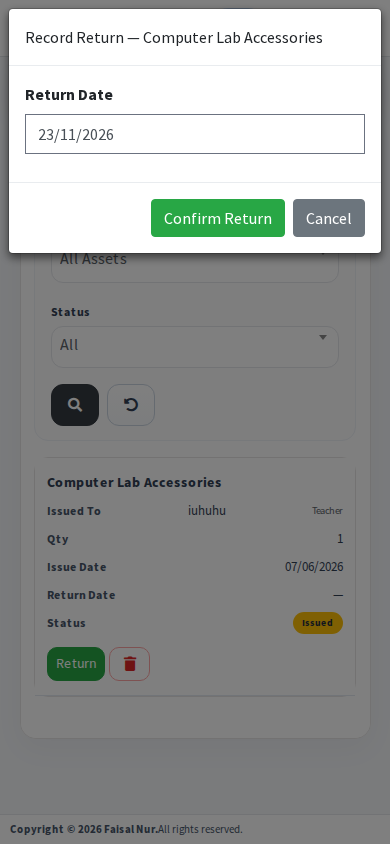 Record Return — Computer Lab Accessories
Return Date
23/11/2026
Confirm Return
Cancel
All Assets
Status
All
Computer Lab Accessories
Issued To iuhuhu Teacher
Qty 1
Issue Date 07/06/2026
Return Date —
Status Issued
Return
Copyright © 2026 Faisal Nur.All rights reserved.